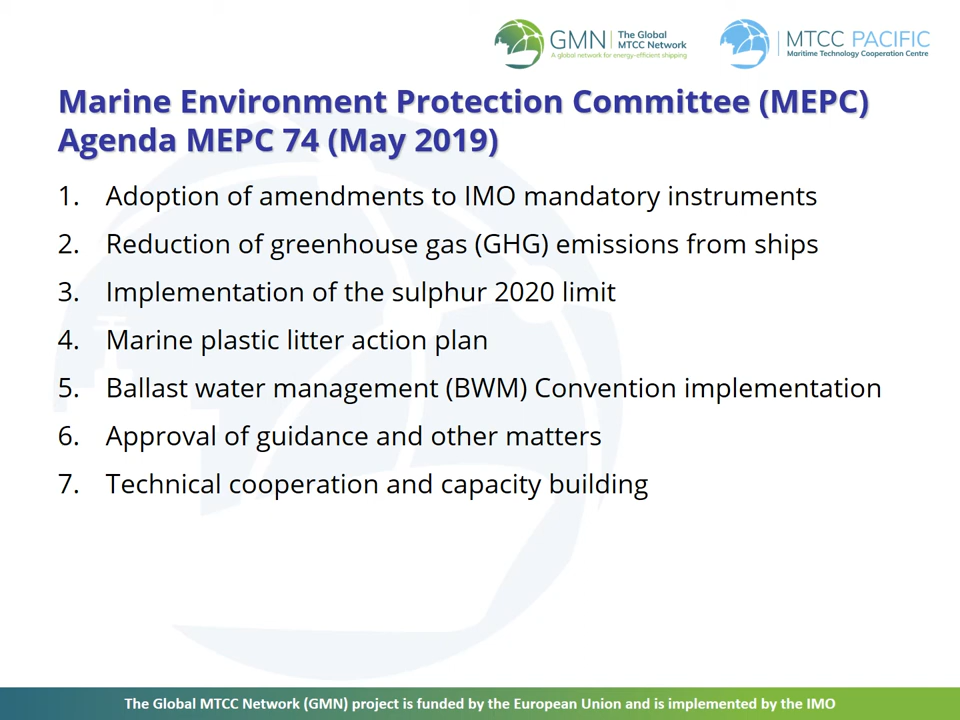 GMN
The Global
MTCC Network
A global network for energy-efficient shipping
MTCC PACIFIC
Maritime Technology Cooperation Centre
Marine Environment Protection Committee (MEPC)
Agenda MEPC 74 (May 2019)
1. Adoption of amendments to IMO mandatory instruments
2. Reduction of greenhouse gas (GHG) emissions from ships
3. Implementation of the sulphur 2020 limit
4. Marine plastic litter action plan
5. Ballast water management (BWM) Convention implementation
6. Approval of guidance and other matters
7. Technical cooperation and capacity building
The Global MTCC Network (GMN) project is funded by the European Union and is implemented by the IMO